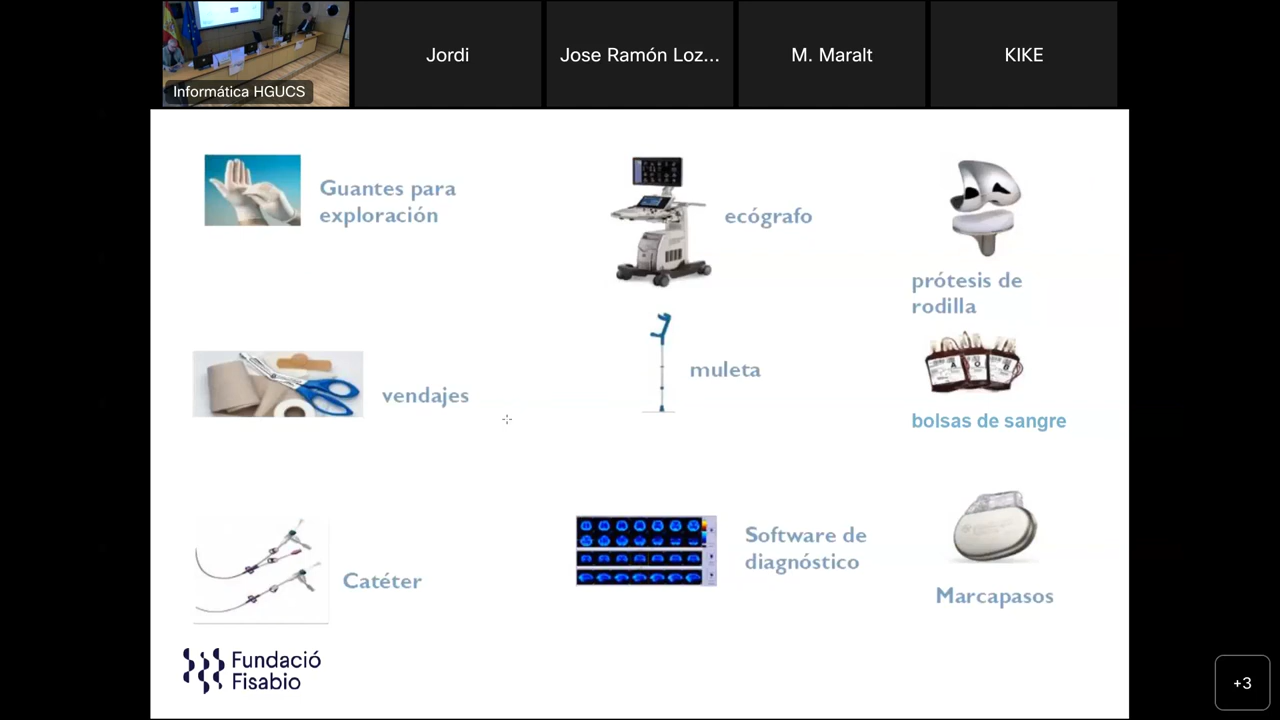 Informática HGUCS
Jordi
Jose Ramón Loz...
M. Maralt
KIKE
Guantes para
exploración
ecógrafo
prótesis de
rodilla
vendajes
muleta
bolsas de sangre
Catéter
Software de
diagnóstico
Marcapasos
Fundació
Fisabio
+3